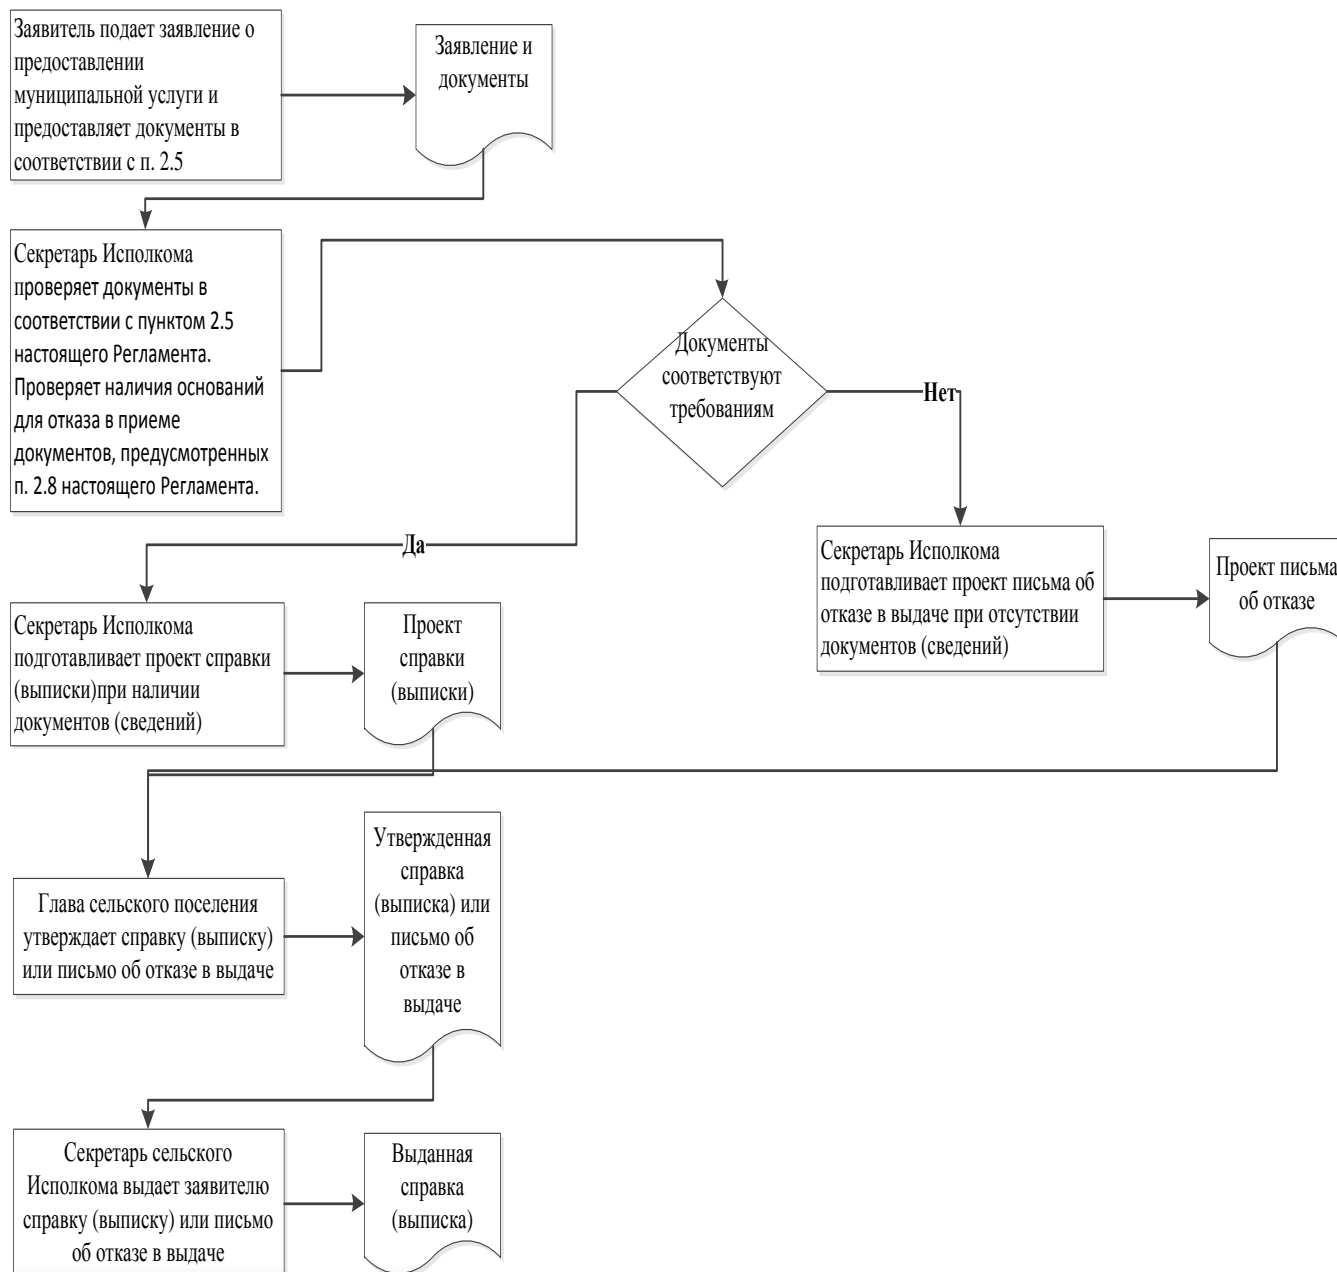 Заявитель подает заявление о
предоставлении
муниципальной услуги и
предоставляет документы в
соответствии с п. 2.5
Заявление и
документы
Секретарь Исполкома
проверяет документы в
соответствии с пунктом 2.5
настоящего Регламента.
Проверяет наличия оснований
для отказа в приеме
документов, предусмотренных
п. 2.8 настоящего Регламента.
Документы
соответствуют
требованиям
Нет
Да
Секретарь Исполкома
подготавливает проект письма об
отказе в выдаче при отсутствии
документов (сведений)
Проект письма
об отказе
Секретарь Исполкома
подготавливает проект справки
(выписки)при наличии
документов (сведений)
Проект
справки
(выписки)
Глава сельского поселения
утверждает справку (выписку)
или письмо об отказе в выдаче
Утвержденная
справка
(выписка) или
письмо об
отказе в
выдаче
Секретарь сельского
Исполкома выдает заявителю
справку (выписку) или письмо
об отказе в выдаче
Выданная
справка
(выписка)